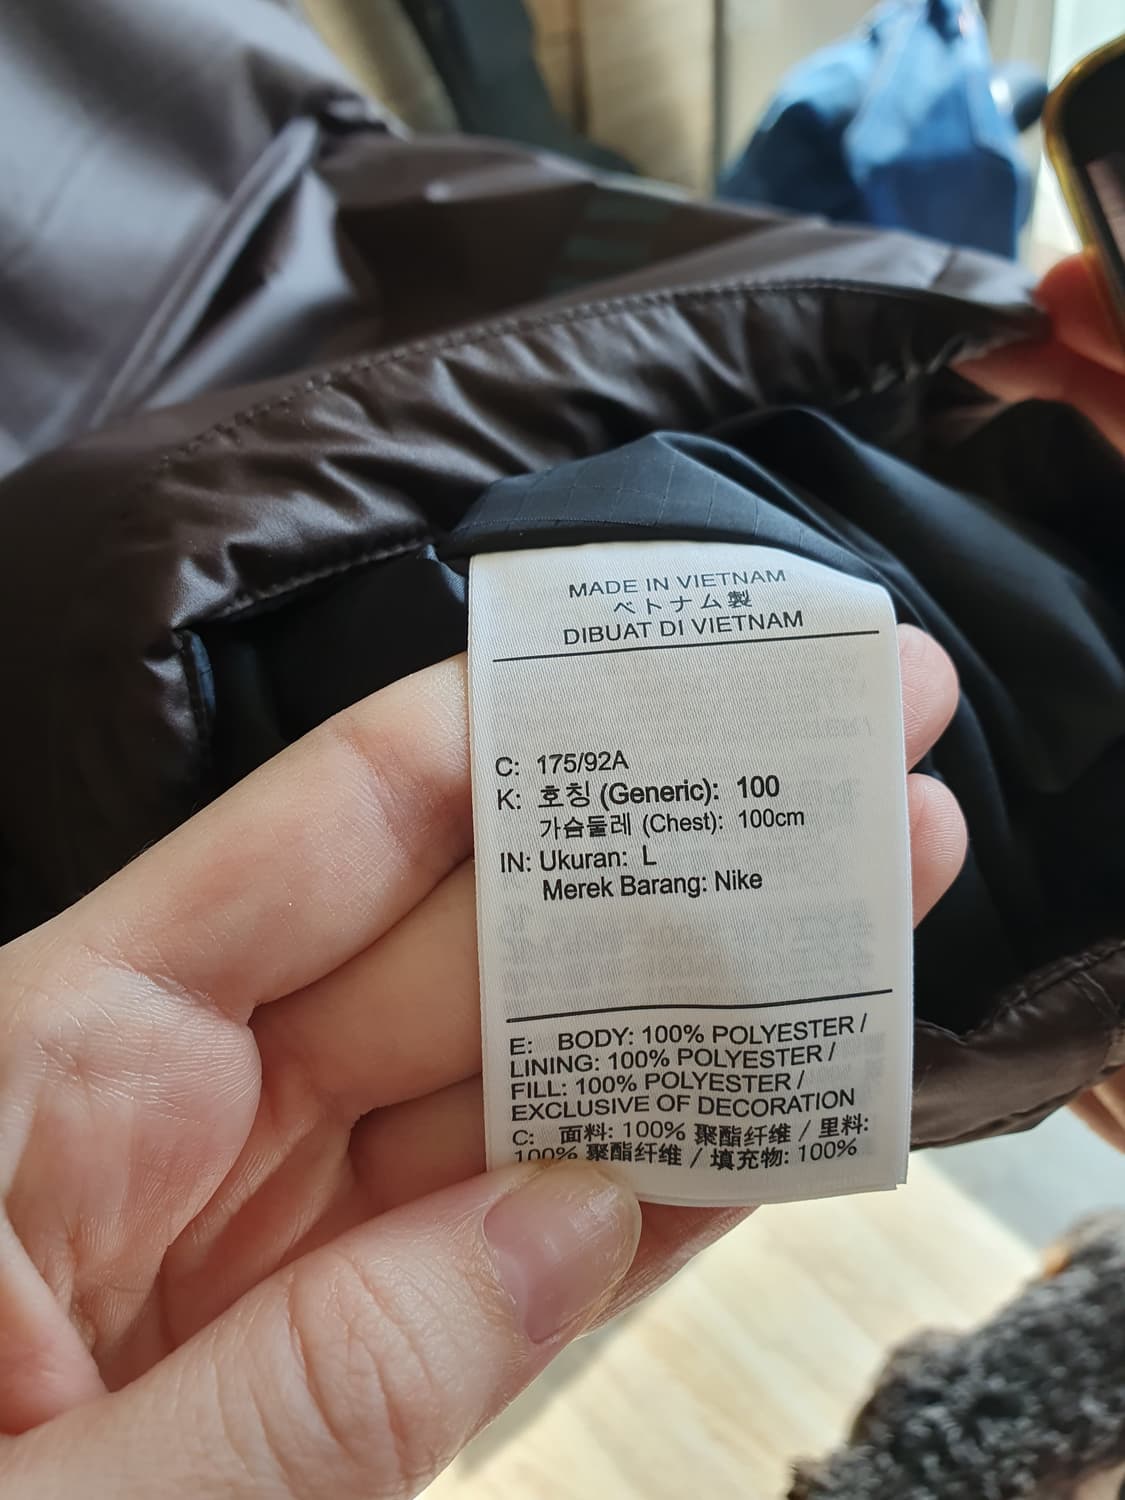 MADE IN VIETNAM
ベトナム製
DIBUAT DI VIETNAM
C: 175/92A
K: 호칭 (Generic): 100
가슴둘레 (Chest): 100cm
IN: Ukuran: L
Merek Barang: Nike
E: BODY: 100% POLYESTER /
LINING: 100% POLYESTER /
FILL: 100% POLYESTER /
EXCLUSIVE OF DECORATION
C: 面料: 100% 聚酯纤维 / 里料:
100% 聚酯纤维 / 填充物: 100%